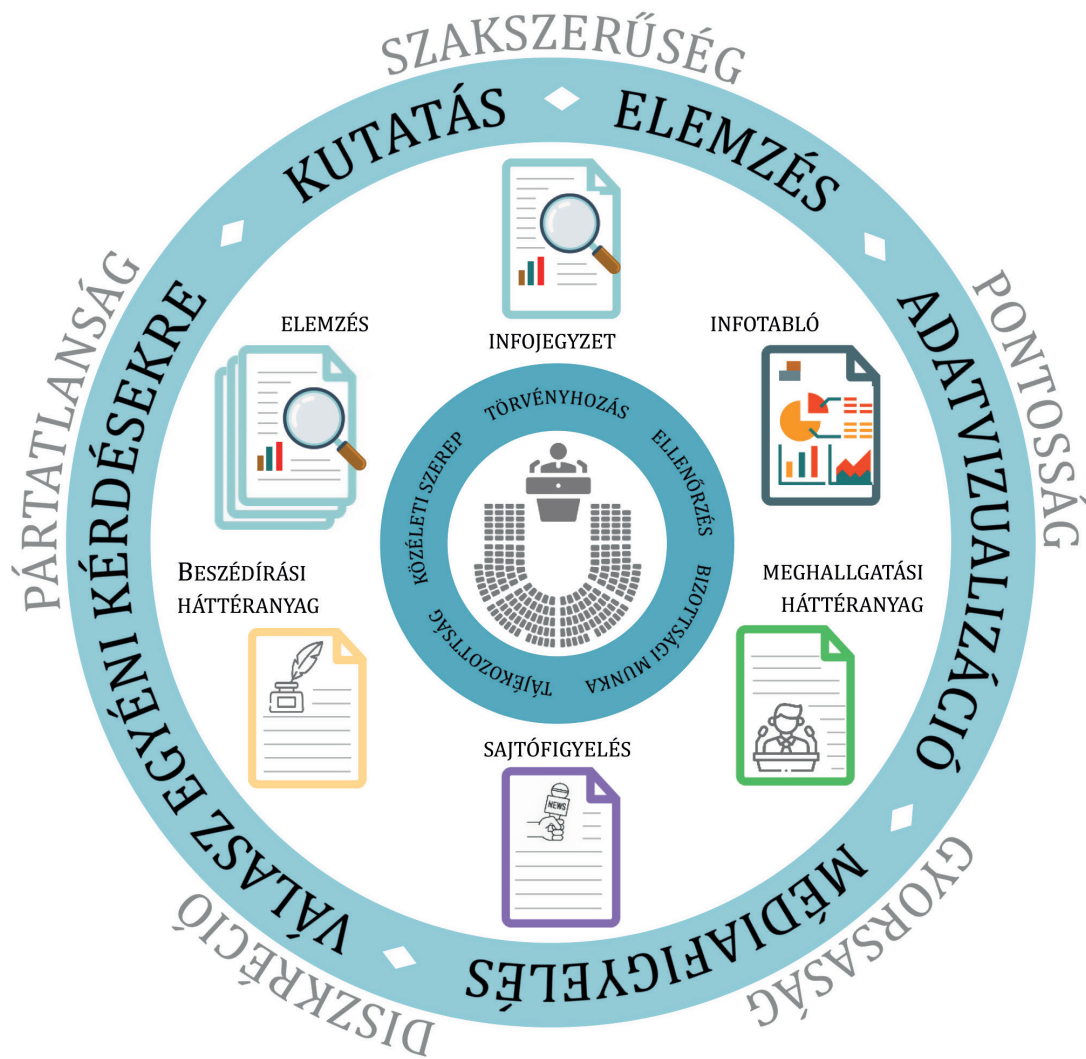 SZAKSZERŰSÉG
PONTOSSÁG
GYORSASÁG
DISZKRÉCIÓ
PÁRTATLANSÁG
KUTATÁS
ELEMZÉS
ADATVIZUALIZÁCIÓ
MÉDIAFIGYELÉS
VÁLASZ EGYÉNI KÉRDÉSEKRE
INFOJEGYZET
ELEMZÉS
INFOTABLÓ
BESZÉDÍRÁSI
HÁTTÉRANYAG
MEGHALLGATÁSI
HÁTTÉRANYAG
SAJTÓFIGYELÉS
NEWS
TÖRVÉNYHOZÁS
ELLENŐRZÉS
BIZOTTSÁGI MUNKA
TÁJÉKOZOTTSÁG
KÖZÉLETI SZEREP